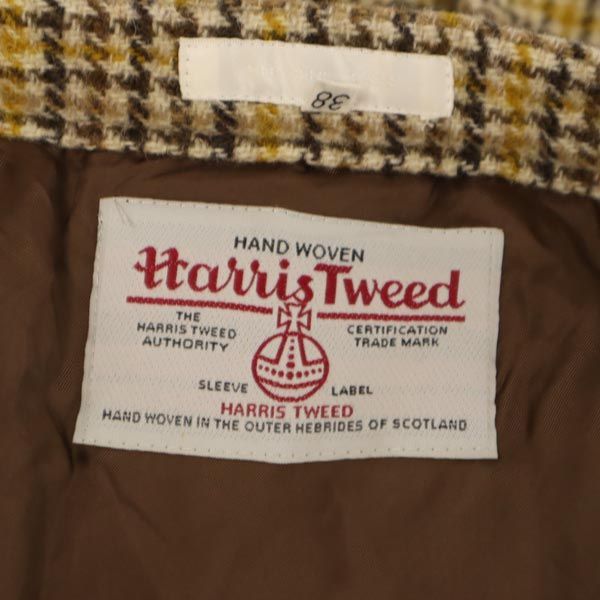 38
HAND WOVEN
Harris Tweed
THE
HARRIS TWEED
AUTHORITY
CERTIFICATION
TRADE MARK
SLEEVE LABEL
HARRIS TWEED
HAND WOVEN IN THE OUTER HEBRIDES OF SCOTLAND